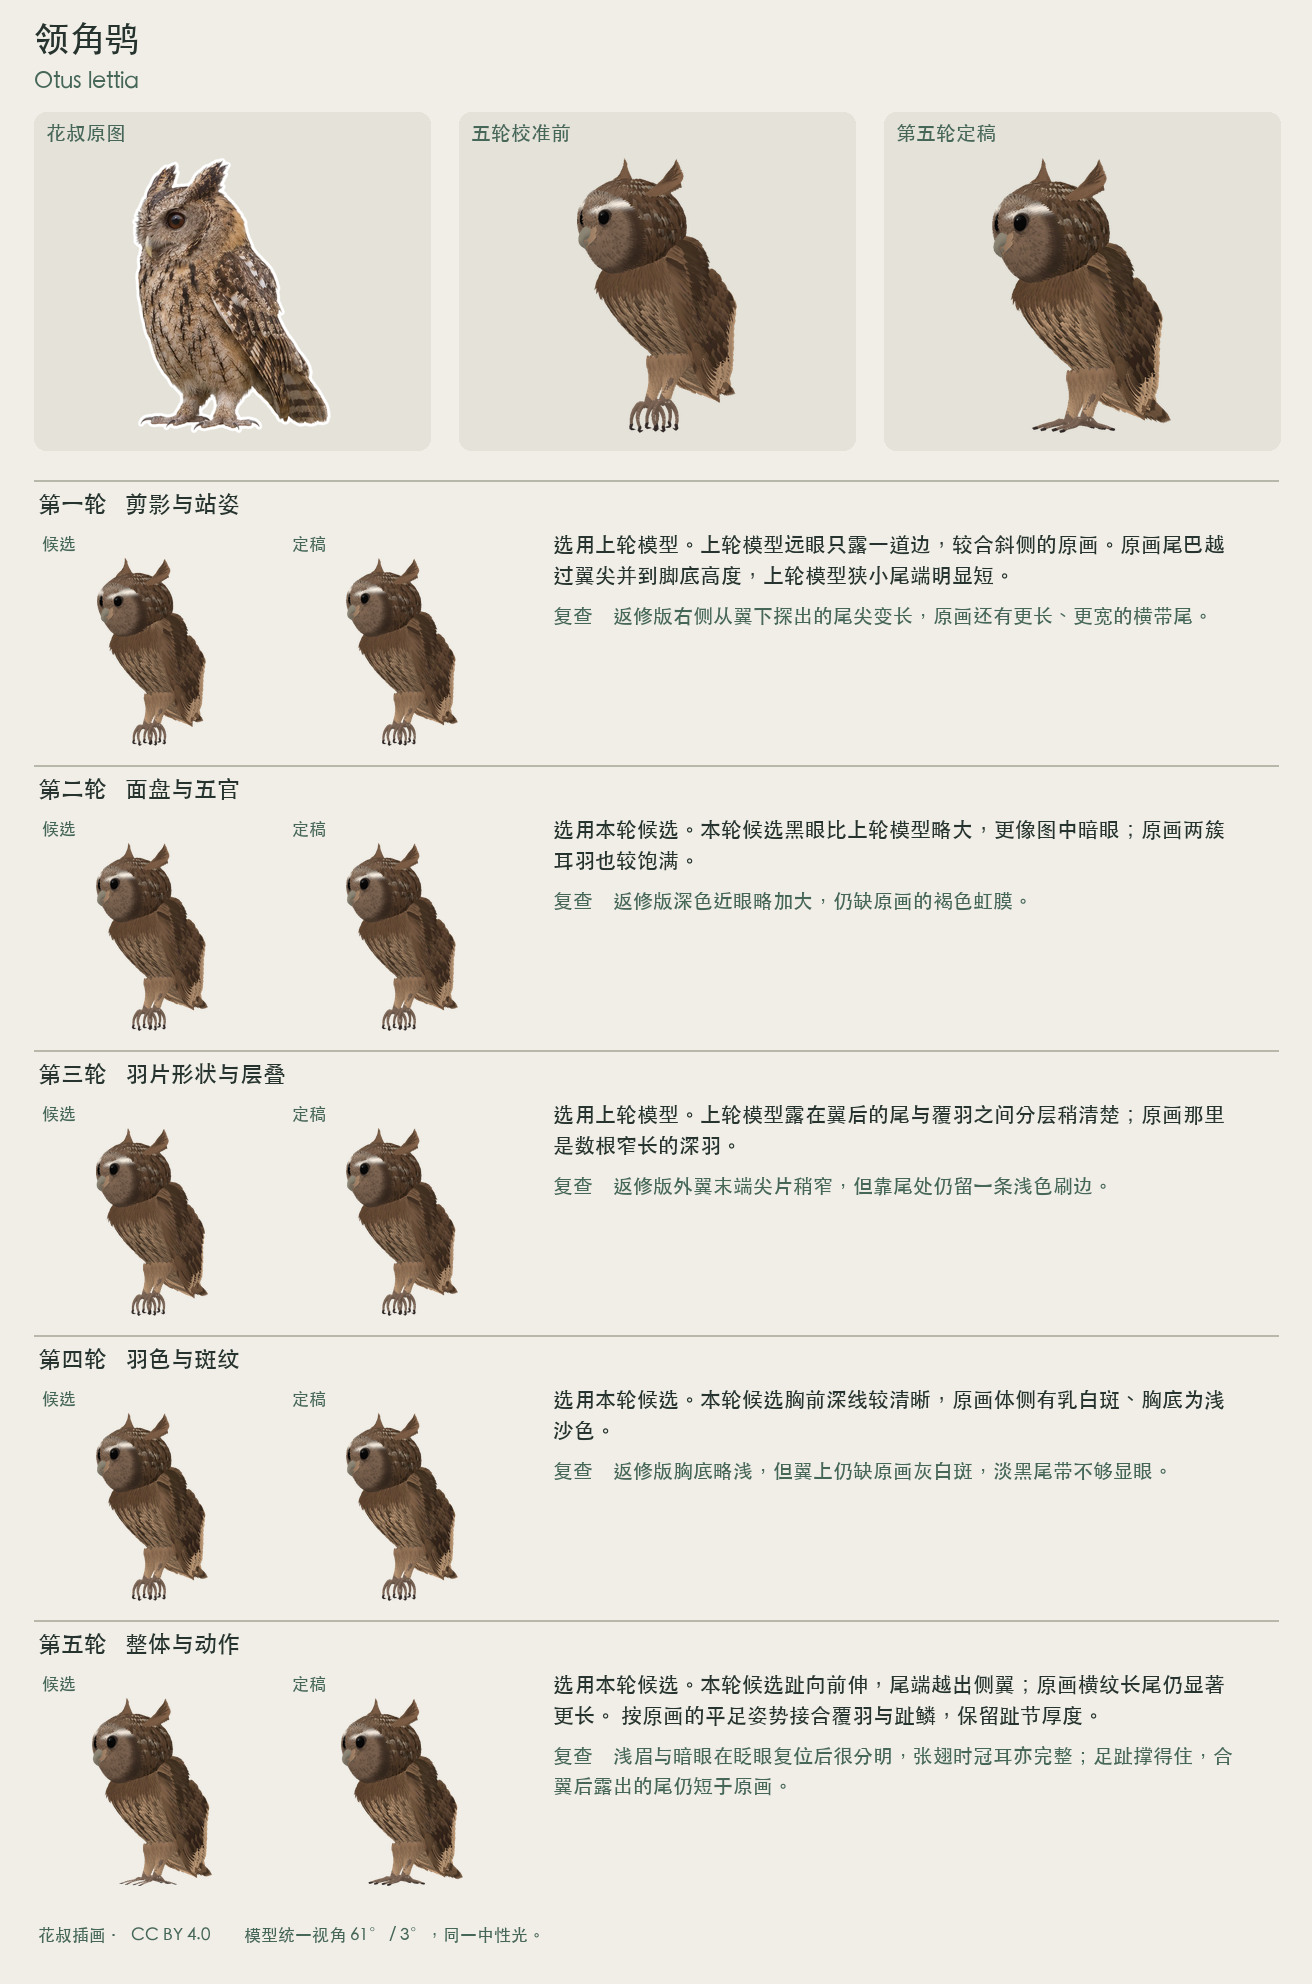 领角鸮
Otus lettia
花叔原图
五轮校准前
第五轮定稿
第一轮 剪影与站姿
候选
定稿
选用上轮模型。上轮模型远眼只露一道边，较合斜侧的原画。原画尾巴越
过翼尖并到脚底高度，上轮模型狭小尾端明显短。
复查 返修版右侧从翼下探出的尾尖变长，原画还有更长、更宽的横带尾。
第二轮 面盘与五官
候选
定稿
选用本轮候选。本轮候选黑眼比上轮模型略大，更像图中暗眼；原画两簇
耳羽也较饱满。
复查 返修版深色近眼略加大，仍缺原画的褐色虹膜。
第三轮 羽片形状与层叠
候选
定稿
选用上轮模型。上轮模型露在翼后的尾与覆羽之间分层稍清楚；原画那里
是数根窄长的深羽。
复查 返修版外翼末端尖片稍窄，但靠尾处仍留一条浅色刷边。
第四轮 羽色与斑纹
候选
定稿
选用本轮候选。本轮候选胸前深线较清晰，原画体侧有乳白斑、胸底为浅
沙色。
复查 返修版胸底略浅，但翼上仍缺原画灰白斑，淡黑尾带不够显眼。
第五轮 整体与动作
候选
定稿
选用本轮候选。本轮候选趾向前伸，尾端越出侧翼；原画横纹长尾仍显著
更长。 按原画的平足姿势接合覆羽与趾鳞，保留趾节厚度。
复查 浅眉与暗眼在眨眼复位后很分明，张翅时冠耳亦完整；足趾撑得住，合
翼后露出的尾仍短于原画。
花叔插画 · CC BY 4.0 模型统一视角 61° / 3° ，同一中性光。